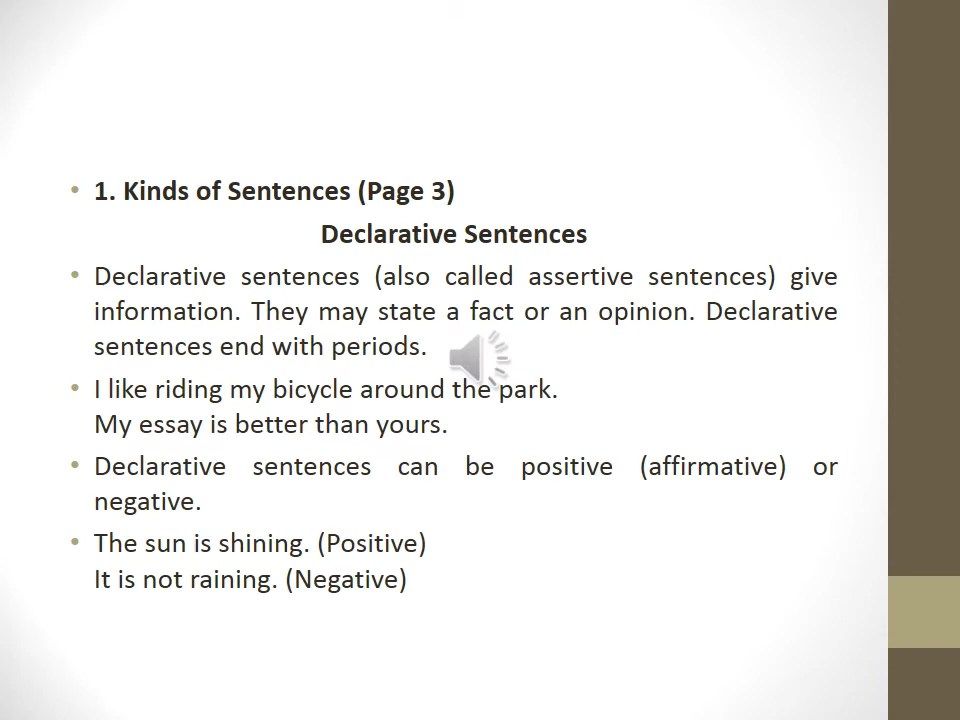 • 1. Kinds of Sentences (Page 3)
Declarative Sentences
• Declarative sentences (also called assertive sentences) give
information. They may state a fact or an opinion. Declarative
sentences end with periods.
• I like riding my bicycle around the park.
My essay is better than yours.
• Declarative sentences can be positive (affirmative) or
negative.
• The sun is shining. (Positive)
It is not raining. (Negative)